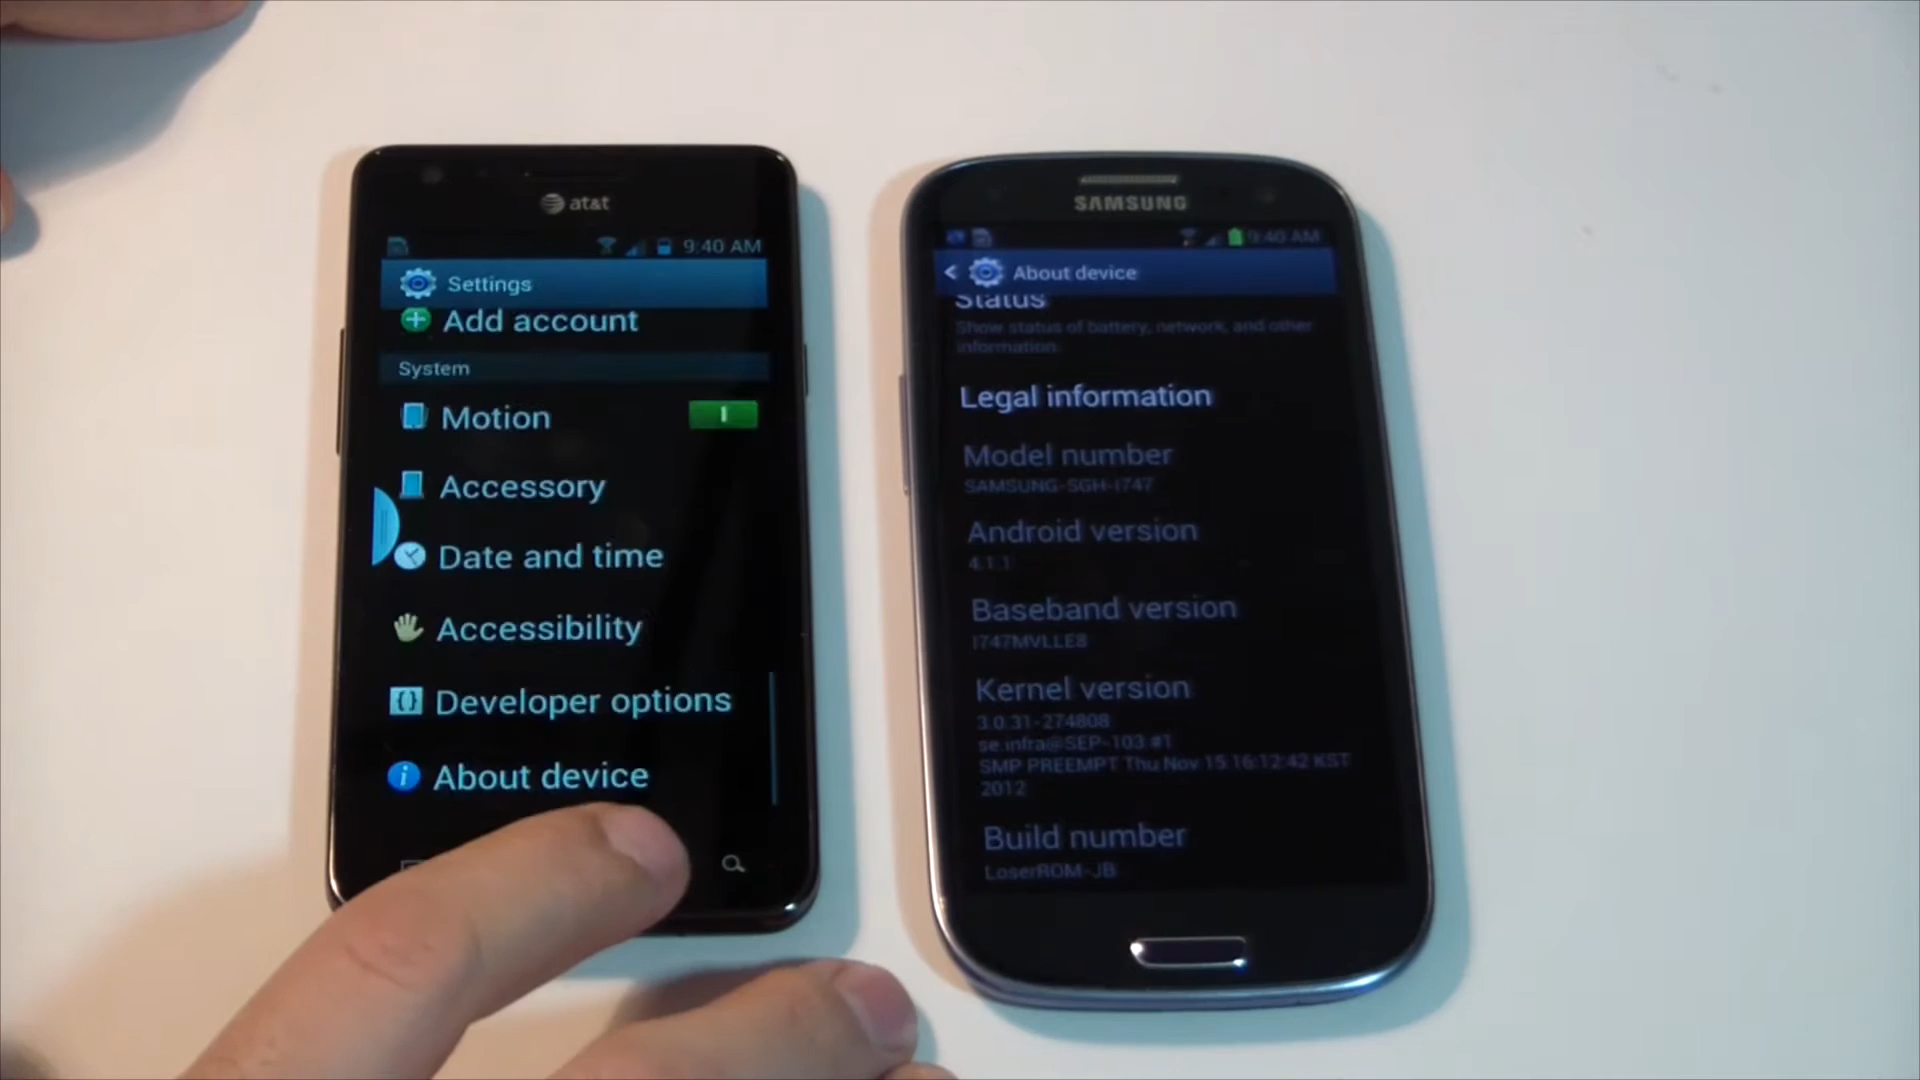 at&t
9:40 AM
Settings
Add account
System
Motion
Accessory
Date and time
Accessibility
Developer options
About device
SAMSUNG
9:40 AM
About device
Status
Show status of battery, network, and other
information
Legal information
Model number
SAMSUNG-SGH-I747
Android version
4.1.1
Baseband version
I747MVLLE8
Kernel version
3.0.31-274808
se.infra@SEP-103 #1
SMP PREEMPT Thu Nov 15 16:12:42 KST
2012
Build number
LoserROM-JB